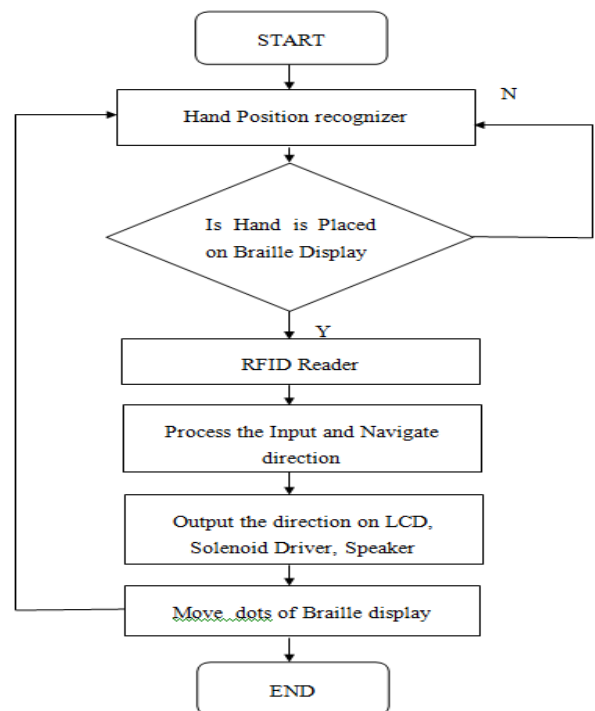 START
N
Hand Position recognizer
Is Hand is Placed
on Braille Display
Y
RFID Reader
Process the Input and Navigate
direction
Output the direction on LCD,
Solenoid Driver, Speaker
Move dots of Braille display
END